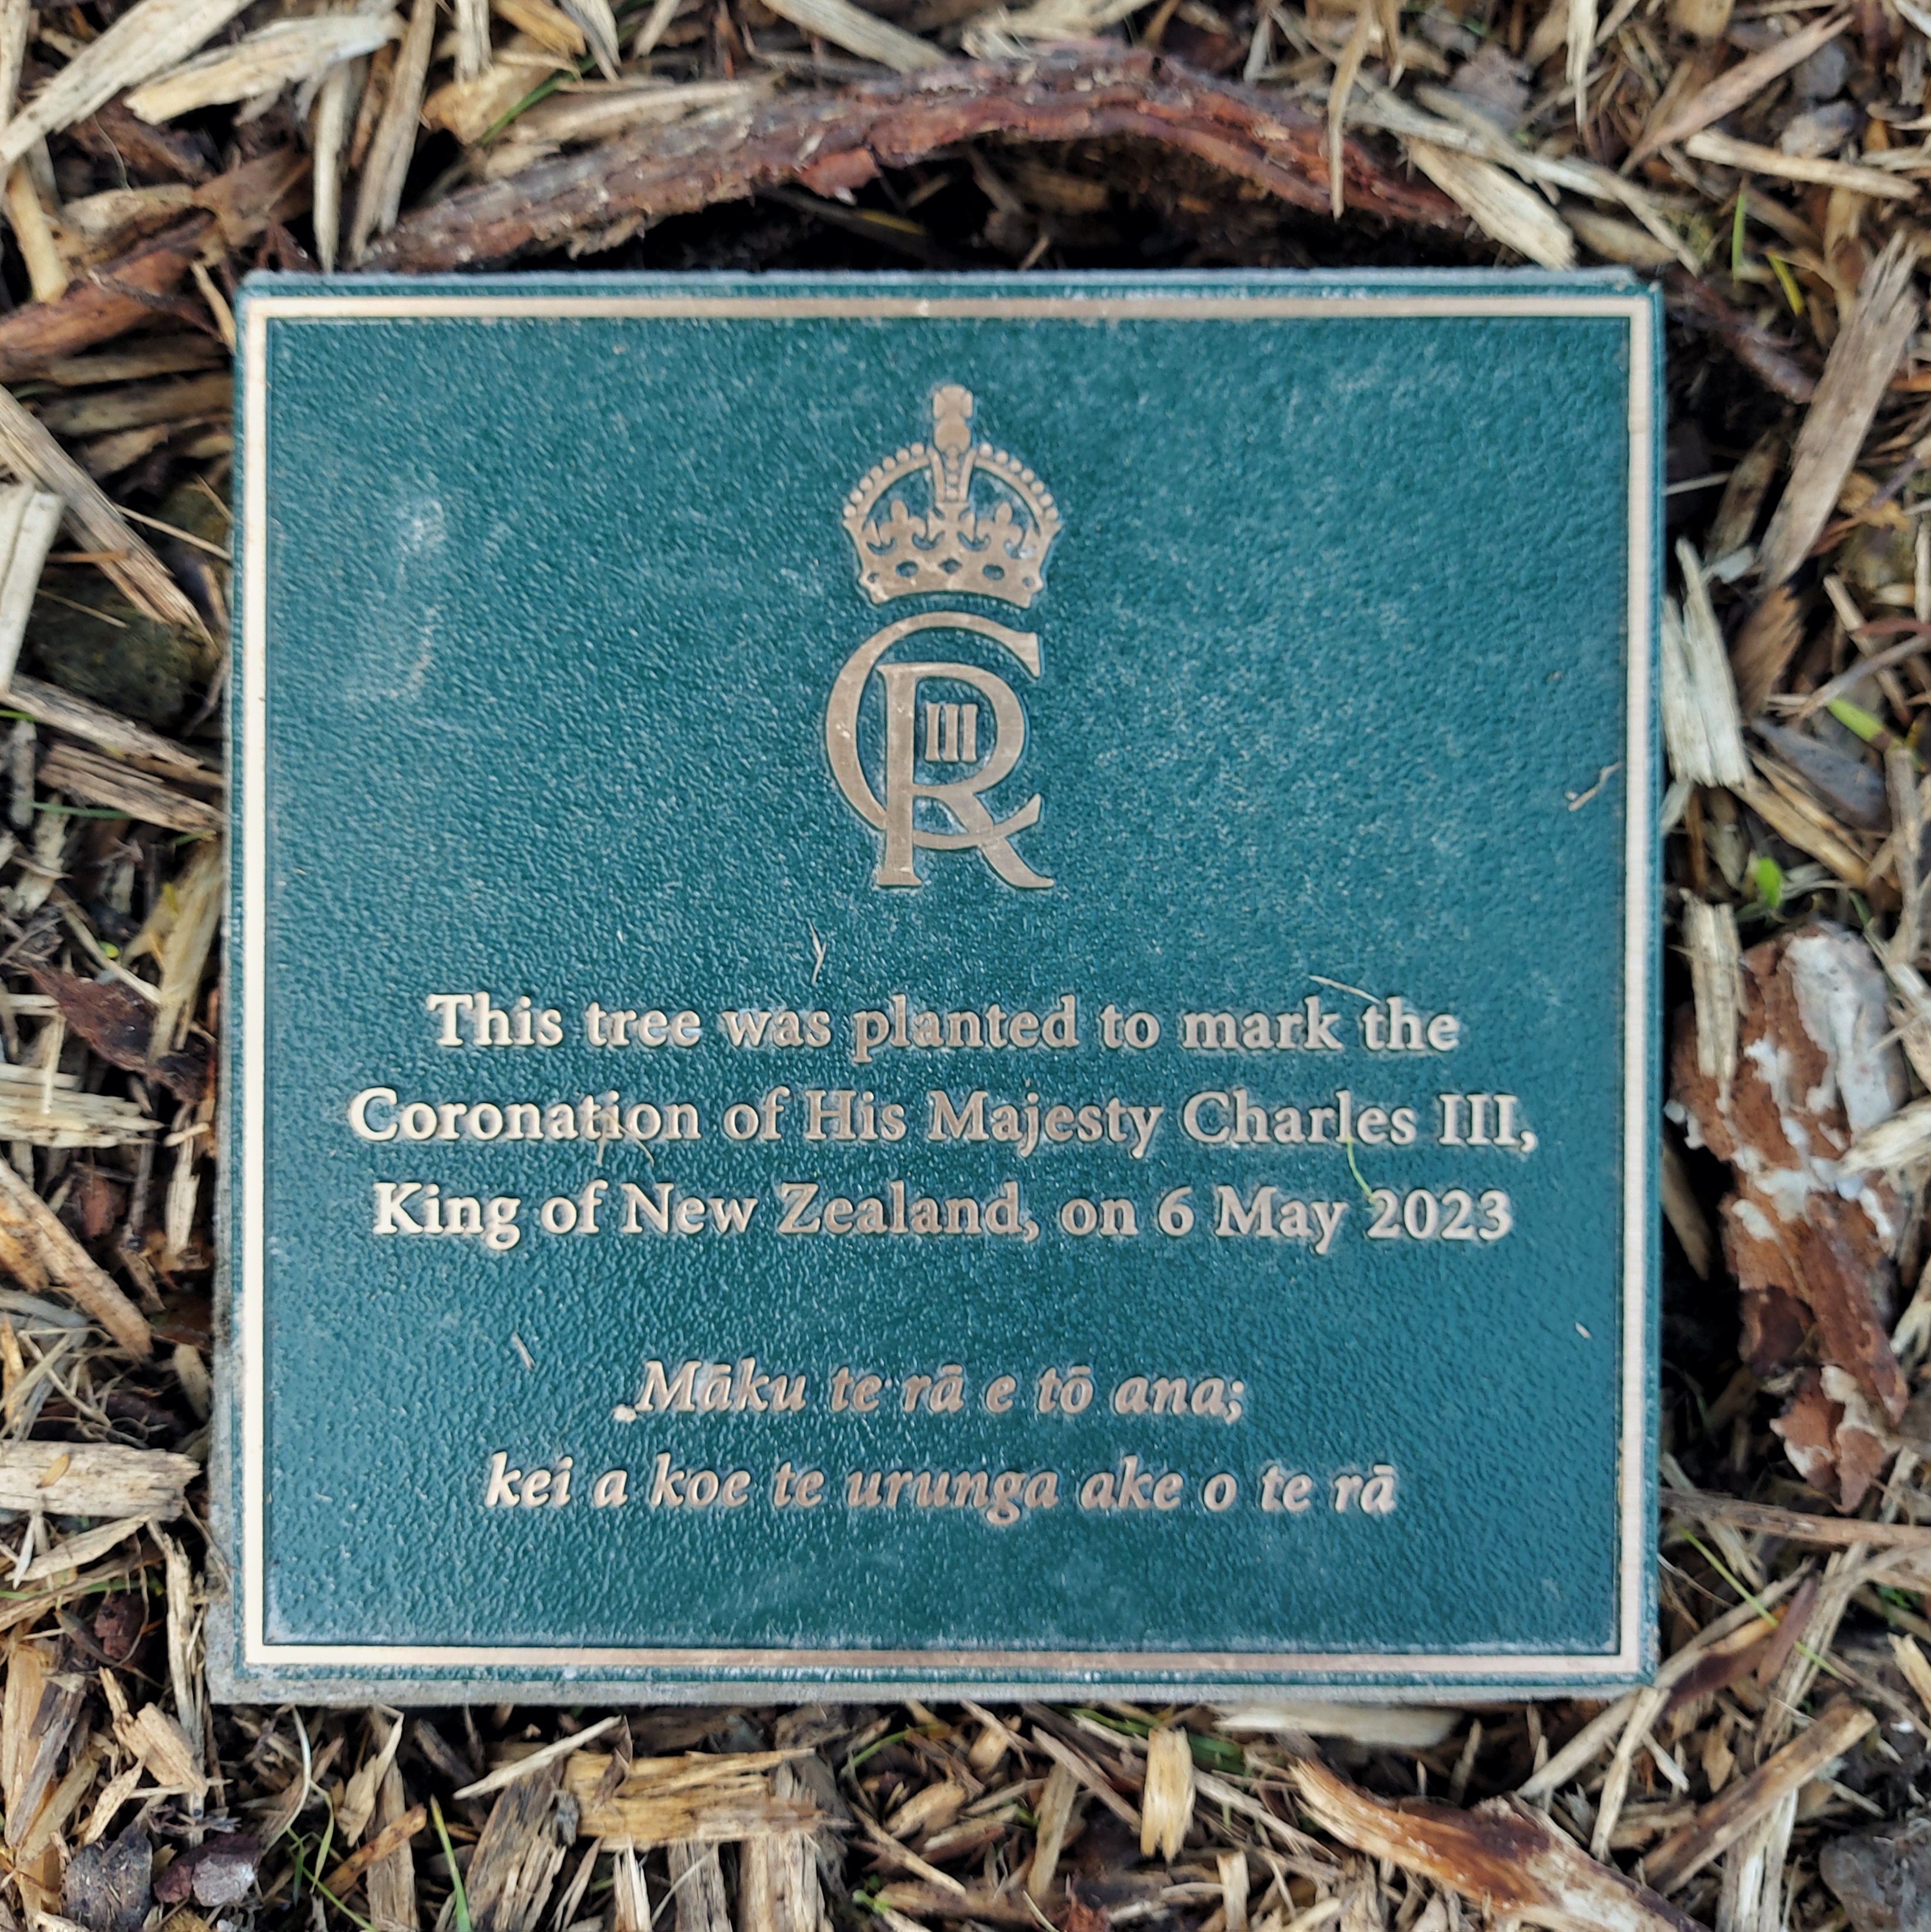 CR
III
This tree was planted to mark the
Coronation of His Majesty Charles III,
King of New Zealand, on 6 May 2023
Māku te rā e tō ana;
kei a koe te urunga ake o te rā